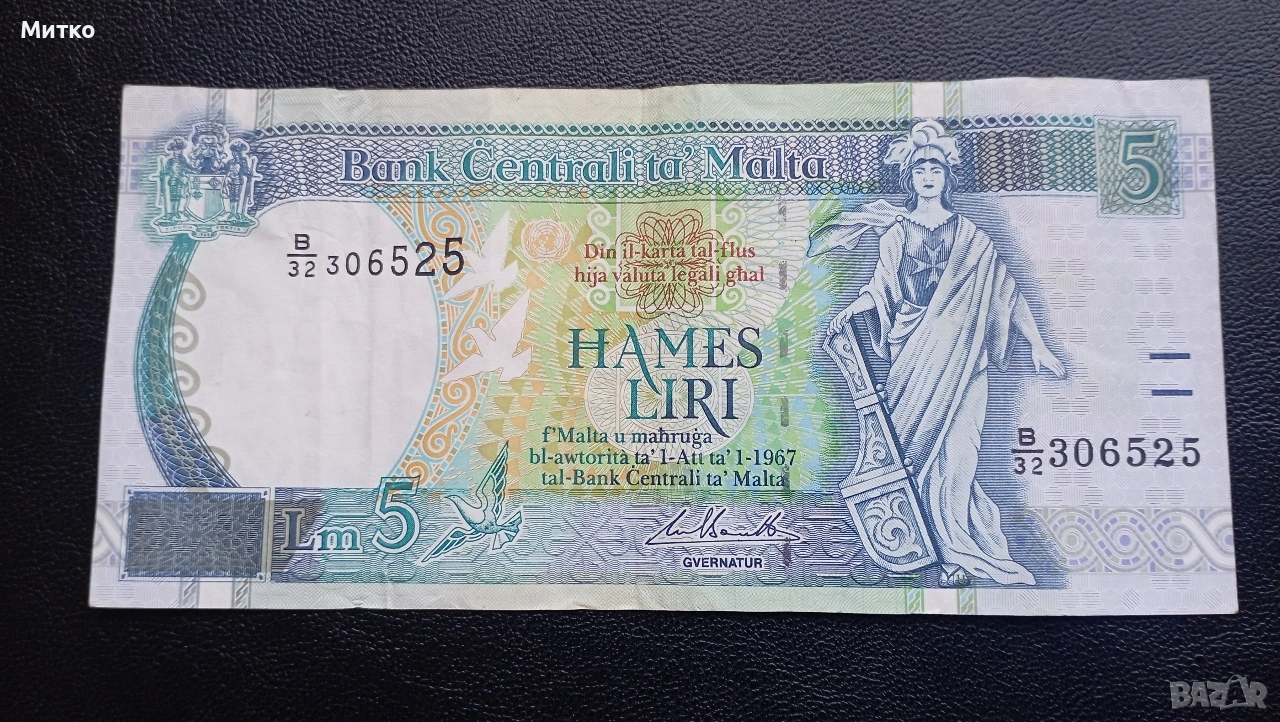 Митко
Bank Ċentrali ta' Malta
5
B/32 306525
Din il-karta tal-flus
hija valuta legali għal
ĦAMES
LIRI
f'Malta u maħruġa
bl-awtorità ta' l-Att ta' l-1967
tal-Bank Ċentrali ta' Malta
B/32 306525
Lm 5
GVERNATUR
BAZAR